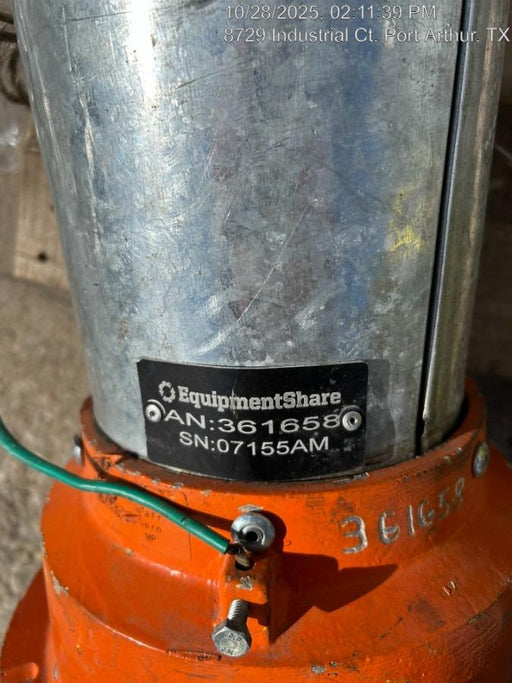 10/28/2025. 02:11:39 PM
8729 Industrial Ct. Port Arthur, TX
EquipmentShare
AN:361658
SN:07155AM
361658
UP